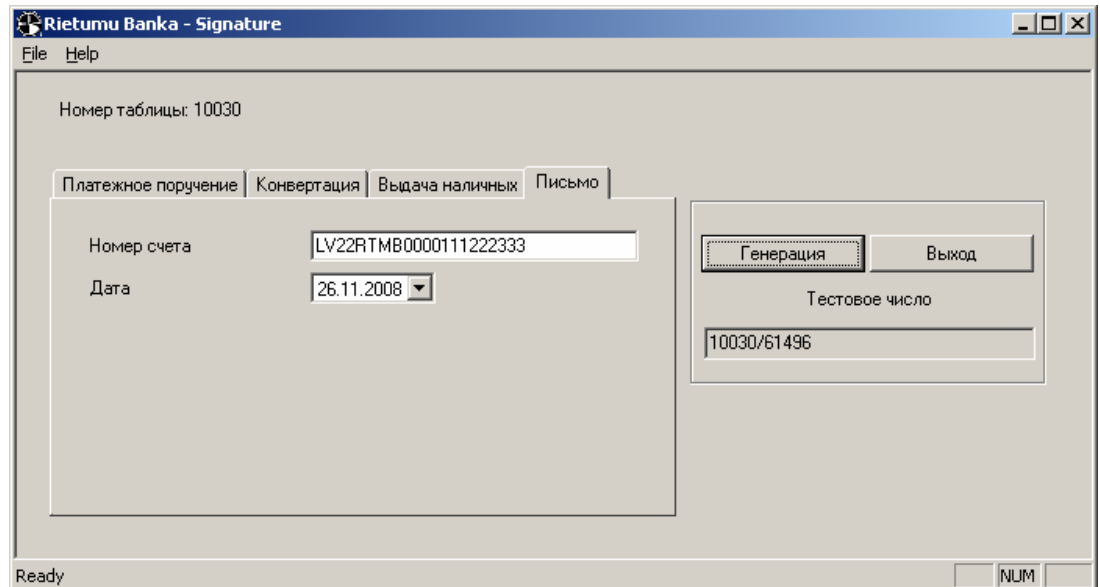 Rietumu Banka - Signature
File Help
Номер таблицы: 10030
Платежное поручение Конвертация Выдача наличных Письмо
Номер счета LV22RTMB0000111222333
Дата 26.11.2008
Генерация Выход
Тестовое число
10030/61496
Ready NUM